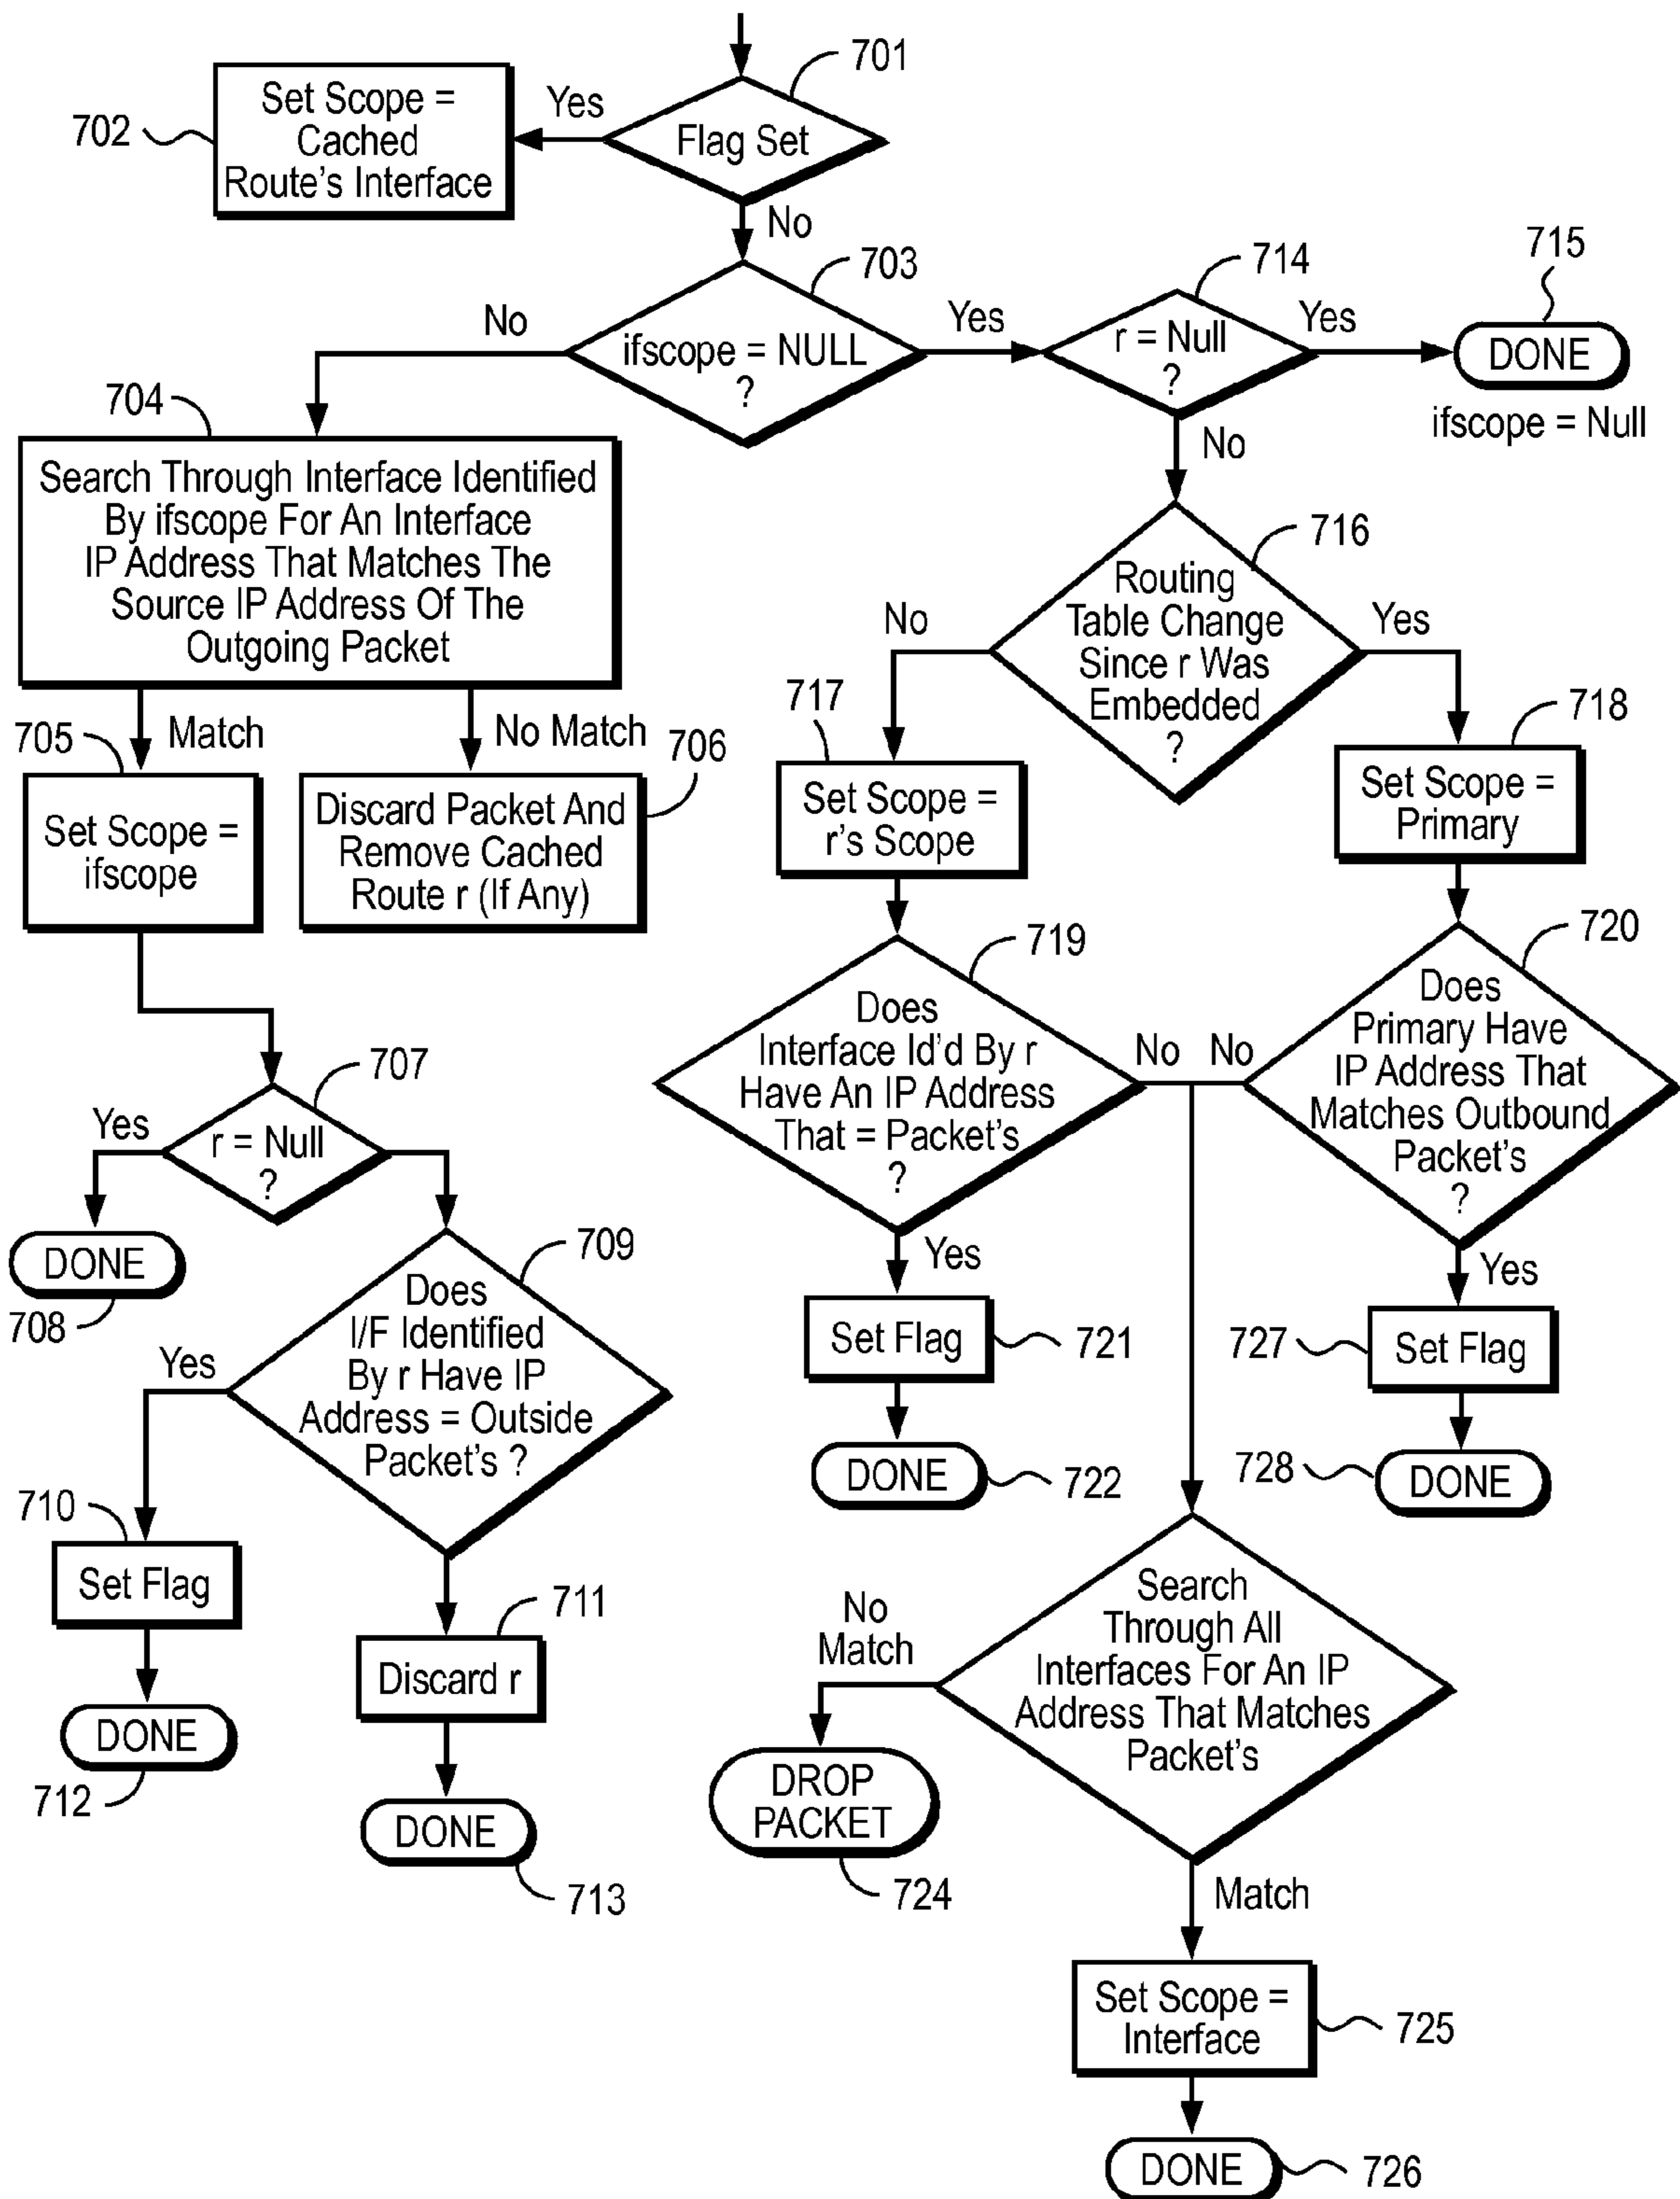 701
702
Set Scope =
Cached
Route's Interface
Yes
Flag Set
No
703
No
ifscope = NULL
?
Yes
714
r = Null
?
Yes
715
DONE
ifscope = Null
No
704
Search Through Interface Identified
By ifscope For An Interface
IP Address That Matches The
Source IP Address Of The
Outgoing Packet
716
Routing
Table Change
Since r Was
Embedded
?
No
Yes
705
Match
No Match
706
Set Scope =
ifscope
Discard Packet And
Remove Cached
Route r (If Any)
717
Set Scope =
r's Scope
718
Set Scope =
Primary
719
Does
Interface Id'd By r
Have An IP Address
That = Packet's
?
No
No
720
Does
Primary Have
IP Address That
Matches Outbound
Packet's
?
707
Yes
r = Null
?
DONE
708
709
Does
I/F Identified
By r Have IP
Address = Outside
Packet's ?
Yes
Yes
Set Flag
721
DONE
722
Yes
727
Set Flag
728
DONE
710
Set Flag
DONE
712
711
Discard r
DONE
713
Search
Through All
Interfaces For An IP
Address That Matches
Packet's
No
Match
DROP
PACKET
724
Match
Set Scope =
Interface
725
DONE
726